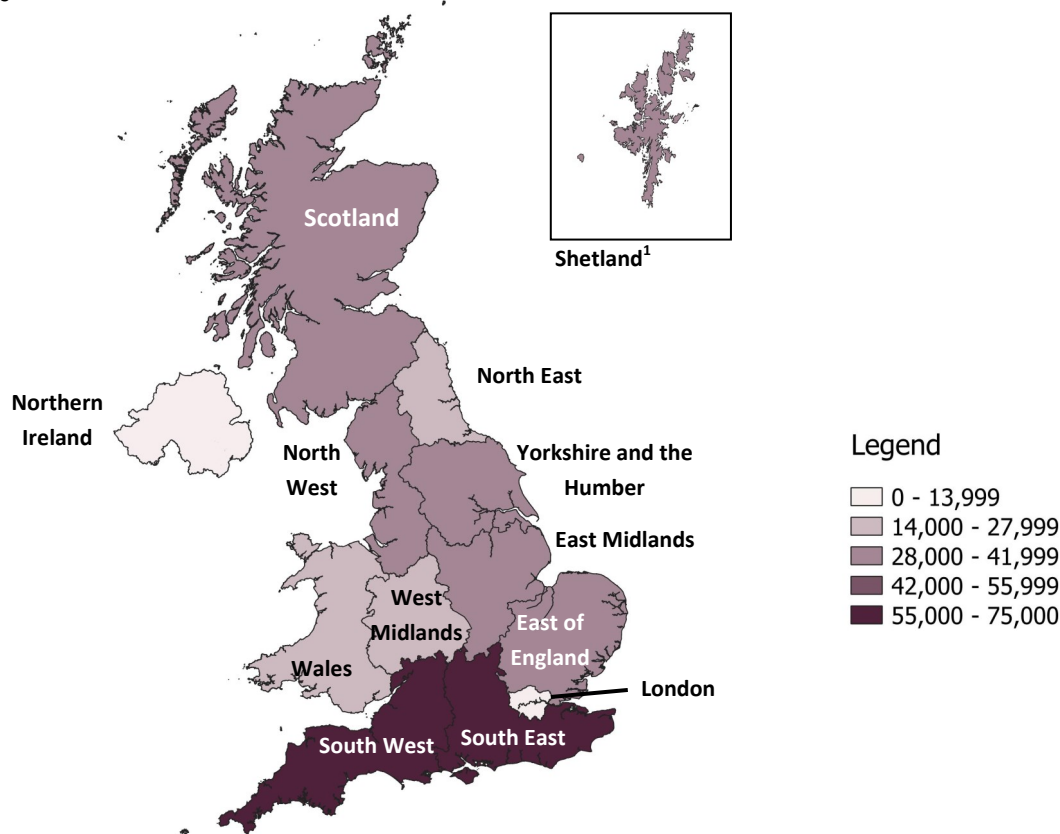 Scotland
Shetland¹
North East
Northern
Ireland
North
West
Yorkshire and the
Humber
East Midlands
West
Midlands
East of
England
Wales
London
South West
South East
Legend
0 - 13,999
14,000 - 27,999
28,000 - 41,999
42,000 - 55,999
55,000 - 75,000